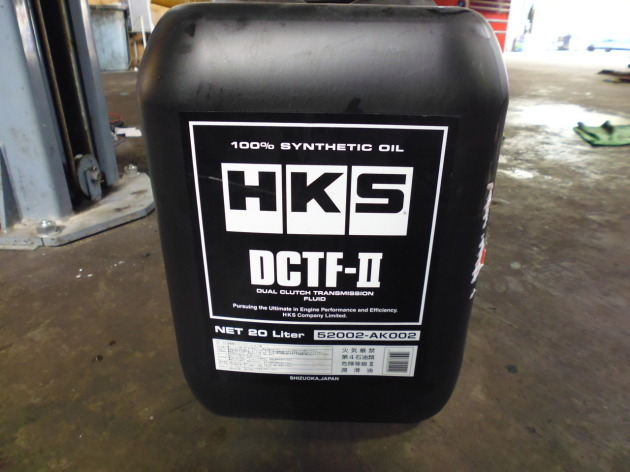 100% SYNTHETIC OIL
HKS
DCTF-II
DUAL CLUTCH TRANSMISSION
FLUID
Pursuing the Ultimate in Engine Performance and Efficiency.
HKS Company Limited.
NET 20 Liter 52002-AK002
火気厳禁
第4石油類
危険等級Ⅲ
潤滑油
SHIZUOKA,JAPAN